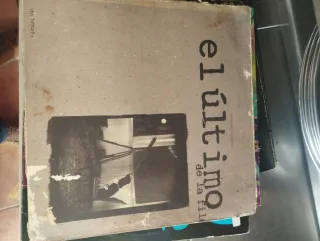 el último
de la fil